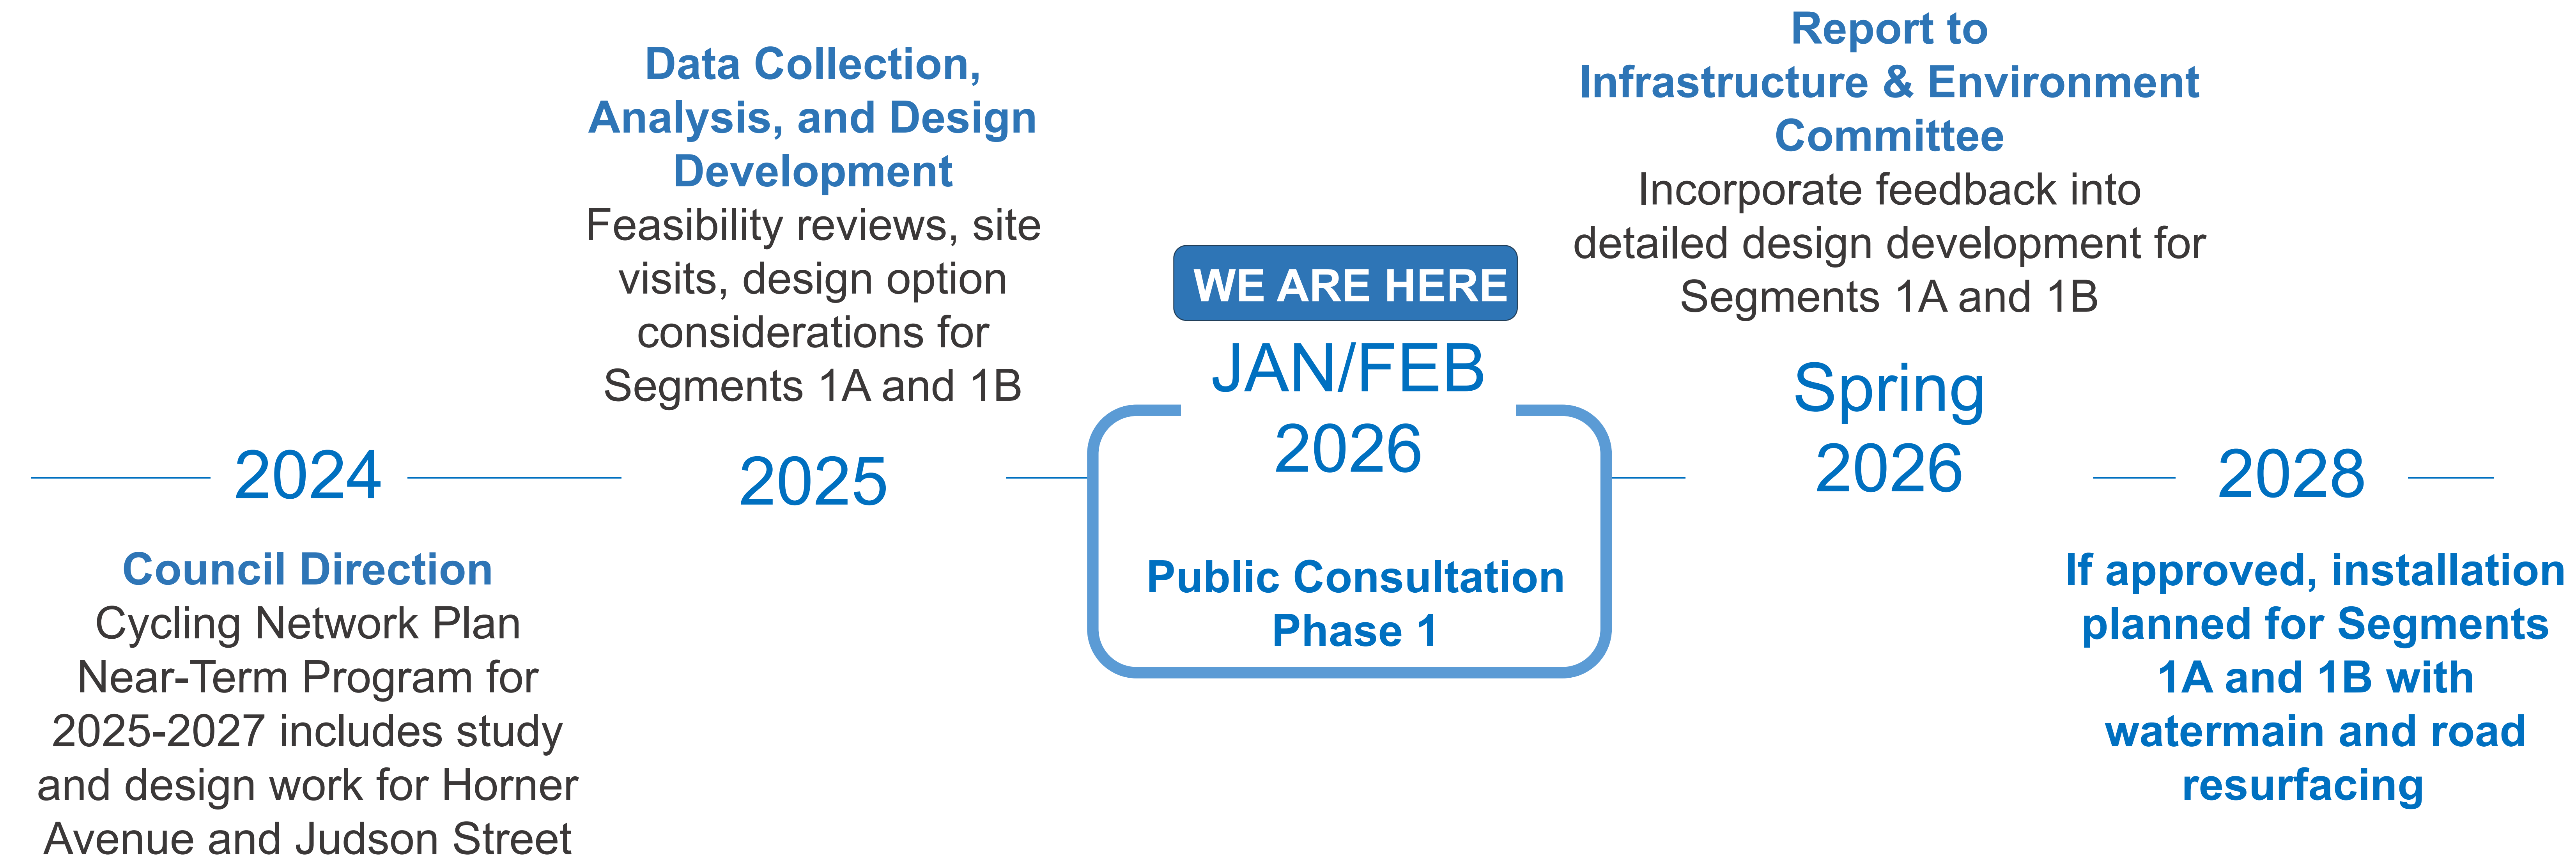 2024
Council Direction
Cycling Network Plan
Near-Term Program for
2025-2027 includes study
and design work for Horner
Avenue and Judson Street
Data Collection,
Analysis, and Design
Development
Feasibility reviews, site
visits, design option
considerations for
Segments 1A and 1B
2025
WE ARE HERE
JAN/FEB
2026
Public Consultation
Phase 1
Report to
Infrastructure & Environment
Committee
Incorporate feedback into
detailed design development for
Segments 1A and 1B
Spring
2026
2028
If approved, installation
planned for Segments
1A and 1B with
watermain and road
resurfacing